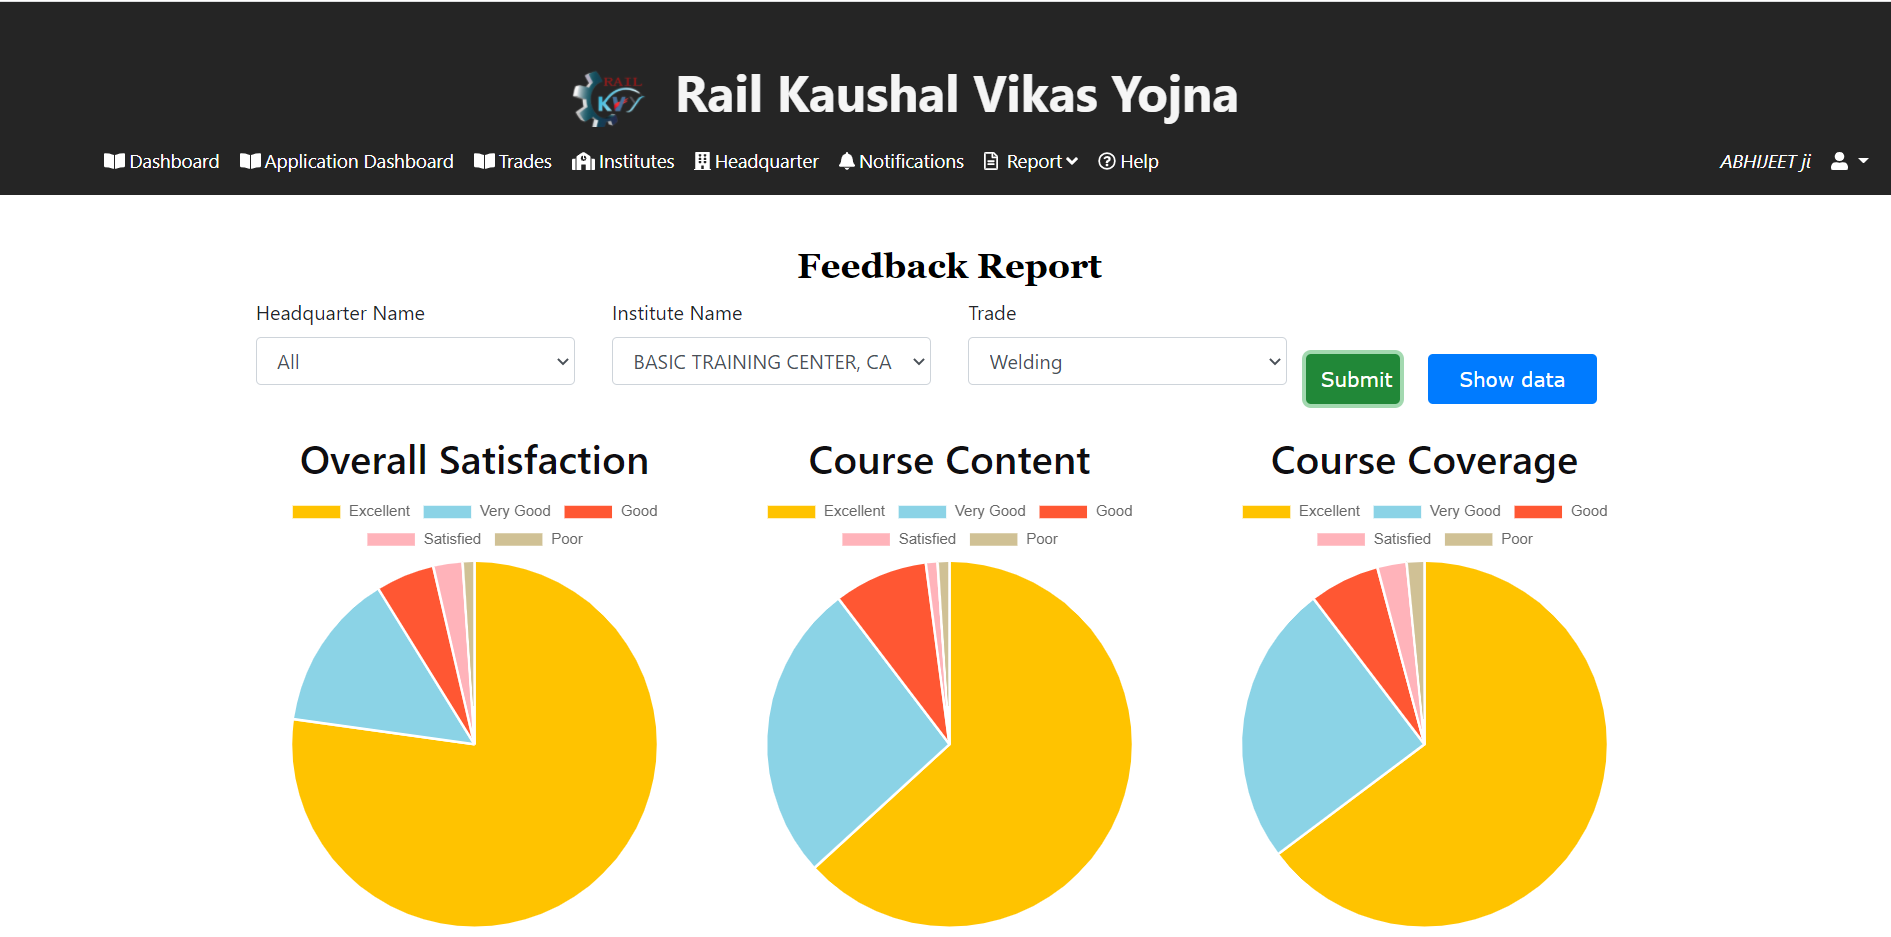 RAIL
KVY
Rail Kaushal Vikas Yojna
Dashboard Application Dashboard Trades Institutes Headquarter Notifications Report Help ABHIJEET ji
Feedback Report
Headquarter Name Institute Name Trade
All BASIC TRAINING CENTER, CA Welding Submit Show data
Overall Satisfaction Course Content Course Coverage
Excellent Very Good Good Excellent Very Good Good Excellent Very Good Good
Satisfied Poor Satisfied Poor Satisfied Poor